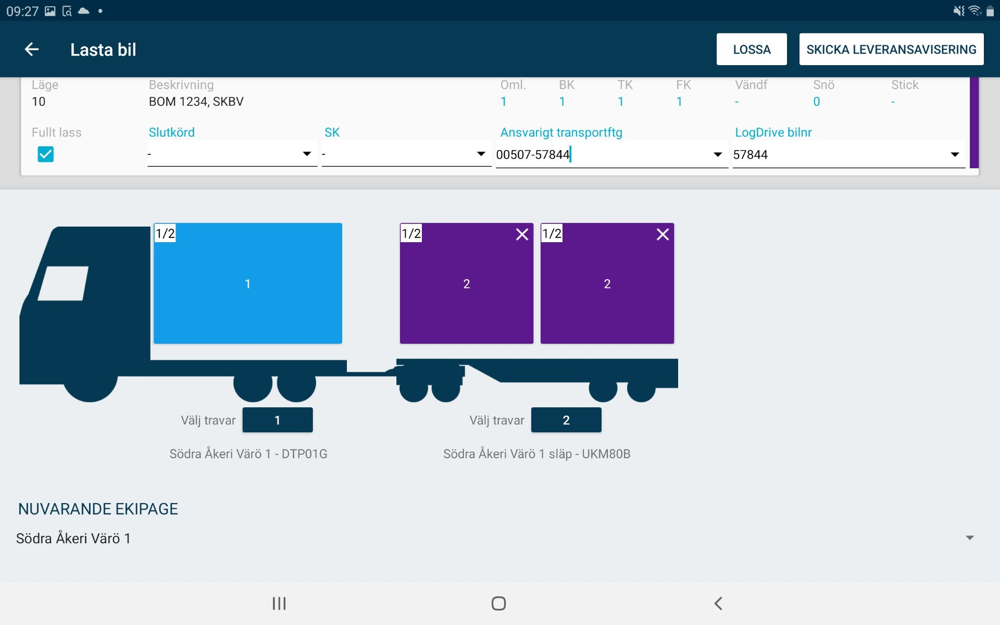 09:27
Lasta bil
LOSSA
SKICKA LEVERANSAVISERING
Läge Beskrivning Oml. BK TK FK Vändf Snö Stick
10 BOM 1234, SKBV 1 1 1 1 - 0 -
Fullt lass Slutkörd SK Ansvarigt transportftg LogDrive bilnr
- - 00507-57844 57844
1/2 1/2 1/2
1 2 2
Välj travar 1 Välj travar 2
Södra Åkeri Värö 1 - DTP01G Södra Åkeri Värö 1 släp - UKM80B
NUVARANDE EKIPAGE
Södra Åkeri Värö 1